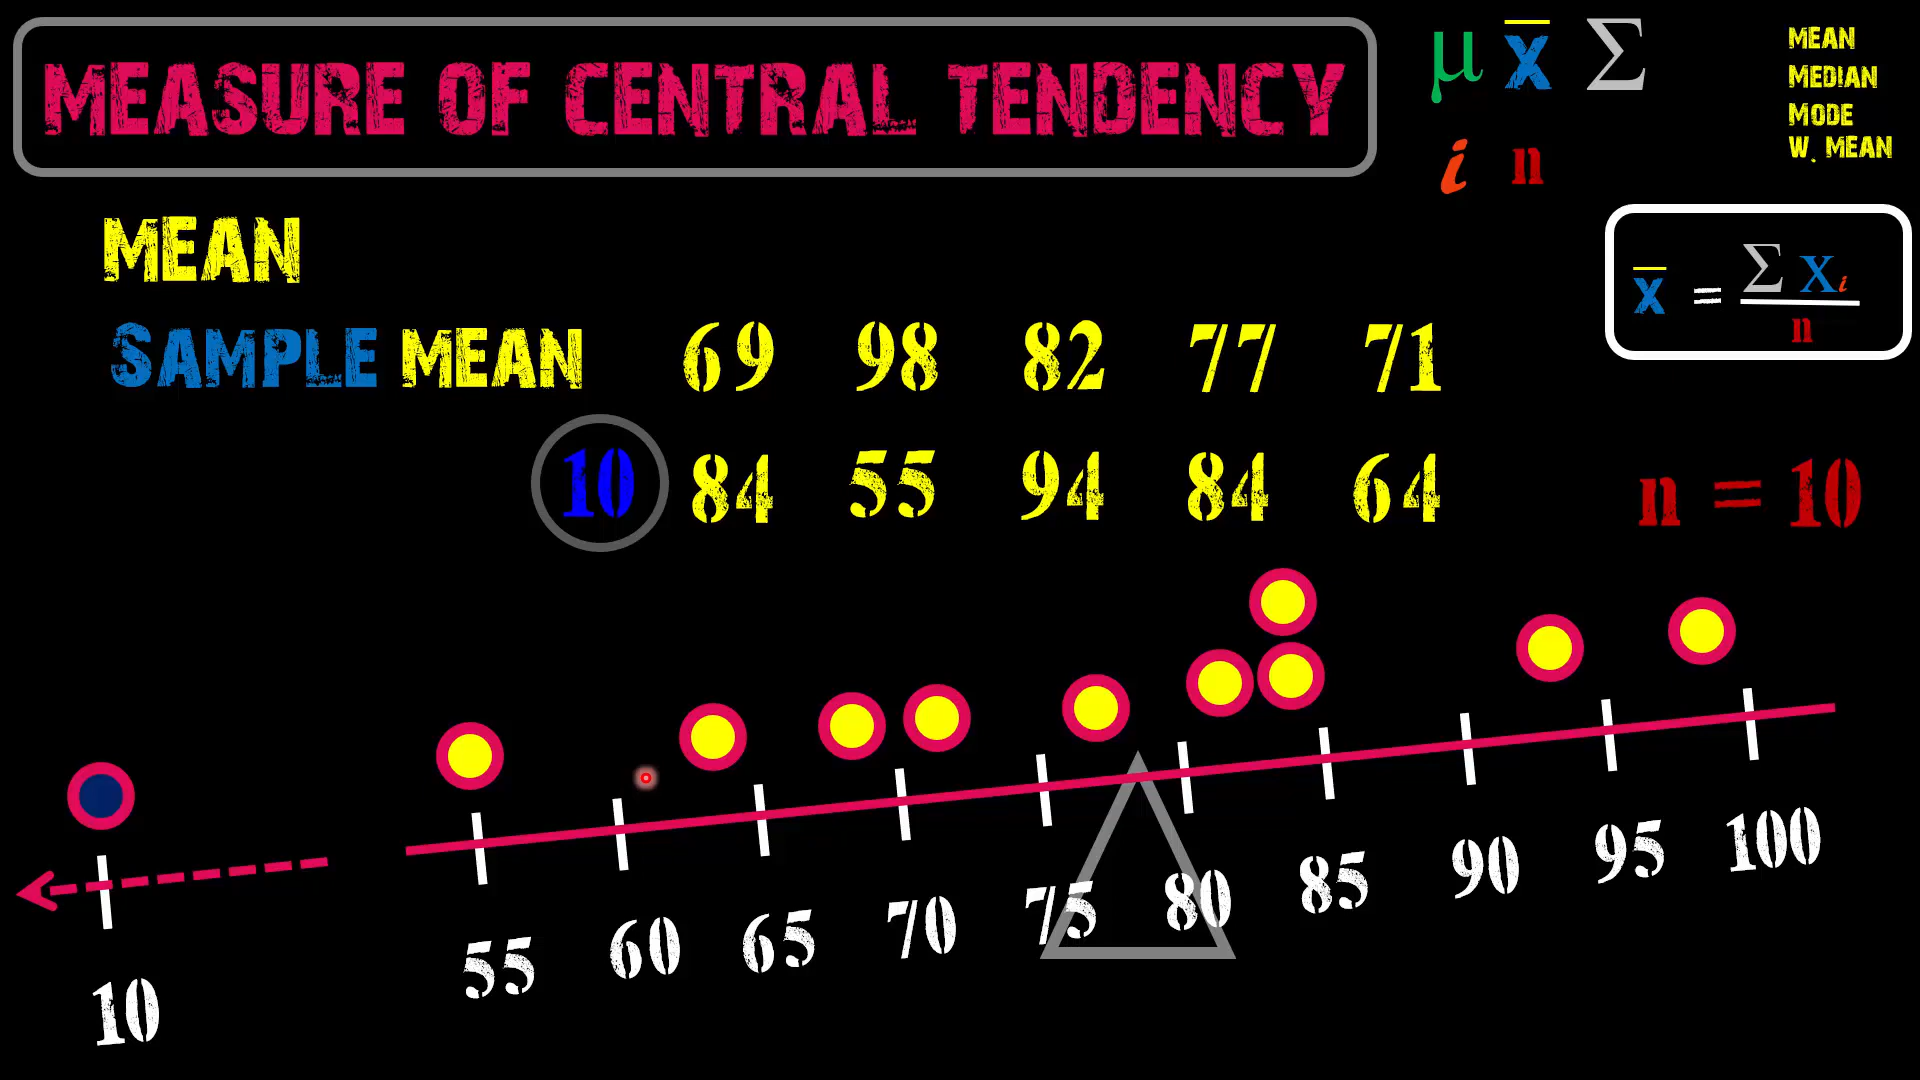 MEASURE OF CENTRAL TENDENCY
μ x̄ Σ
i n
MEAN
MEDIAN
MODE
W. MEAN
MEAN
x̄ = Σ xi / n
SAMPLE MEAN 69 98 82 77 71
10 84 55 94 84 64
n = 10
10 55 60 65 70 75 80 85 90 95 100